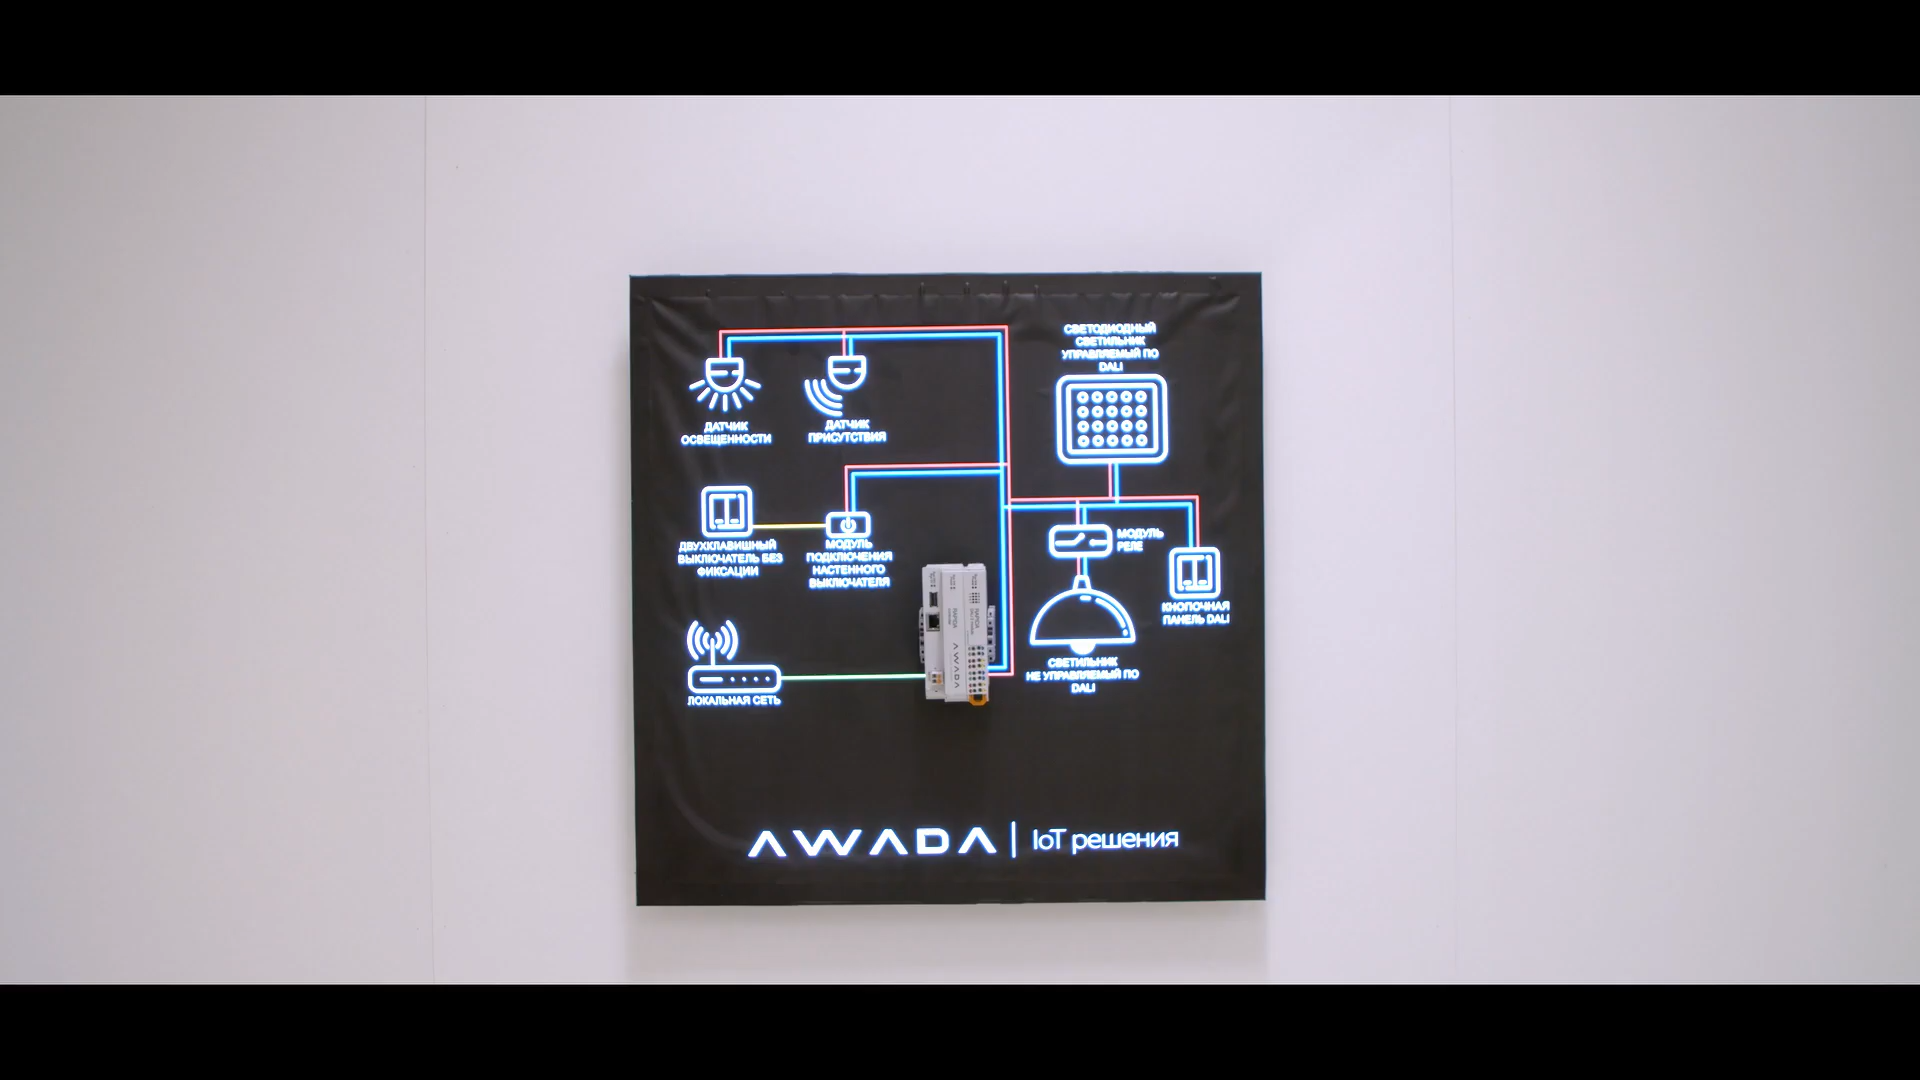 СВЕТОДИОДНЫЙ
СВЕТИЛЬНИК
УПРАВЛЯЕМЫЙ ПО
DALI
ДАТЧИК
ОСВЕЩЕННОСТИ
ДАТЧИК
ПРИСУТСТВИЯ
ДВУХКЛАВИШНЫЙ
ВЫКЛЮЧАТЕЛЬ БЕЗ
ФИКСАЦИИ
МОДУЛЬ
ПОДКЛЮЧЕНИЯ
НАСТЕННОГО
ВЫКЛЮЧАТЕЛЯ
МОДУЛЬ
РЕЛЕ
КНОПОЧНАЯ
ПАНЕЛЬ DALI
СВЕТИЛЬНИК
НЕ УПРАВЛЯЕМЫЙ ПО
DALI
ЛОКАЛЬНАЯ СЕТЬ
AWADA
AWADA | IoT решения